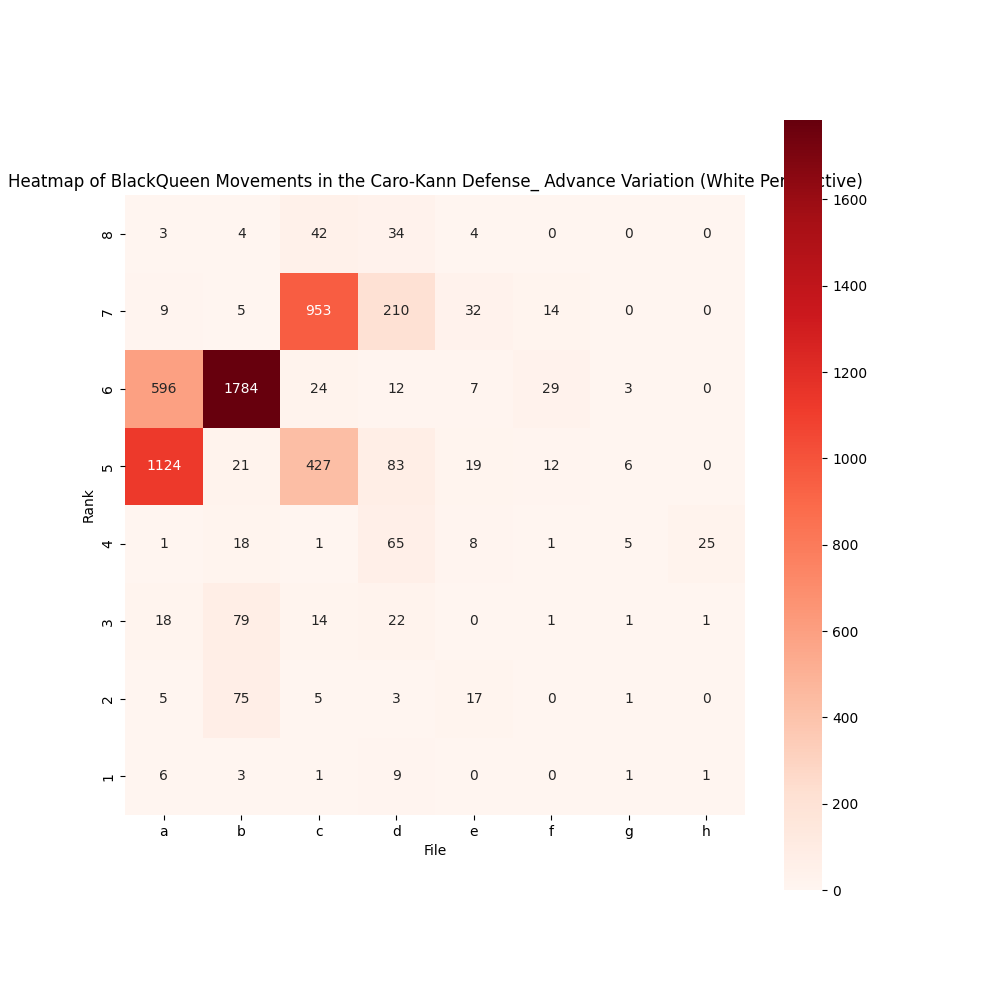 Heatmap of BlackQueen Movements in the Caro-Kann Defense_ Advance Variation (White Per ctive)
8 3 4 42 34 4 0 0 0
7 9 5 953 210 32 14 0 0
6 596 1784 24 12 7 29 3 0
5 1124 21 427 83 19 12 6 0
Rank
4 1 18 1 65 8 1 5 25
3 18 79 14 22 0 1 1 1
2 5 75 5 3 17 0 1 0
1 6 3 1 9 0 0 1 1
a b c d e f g h
File
1600
1400
1200
1000
800
600
400
200
0